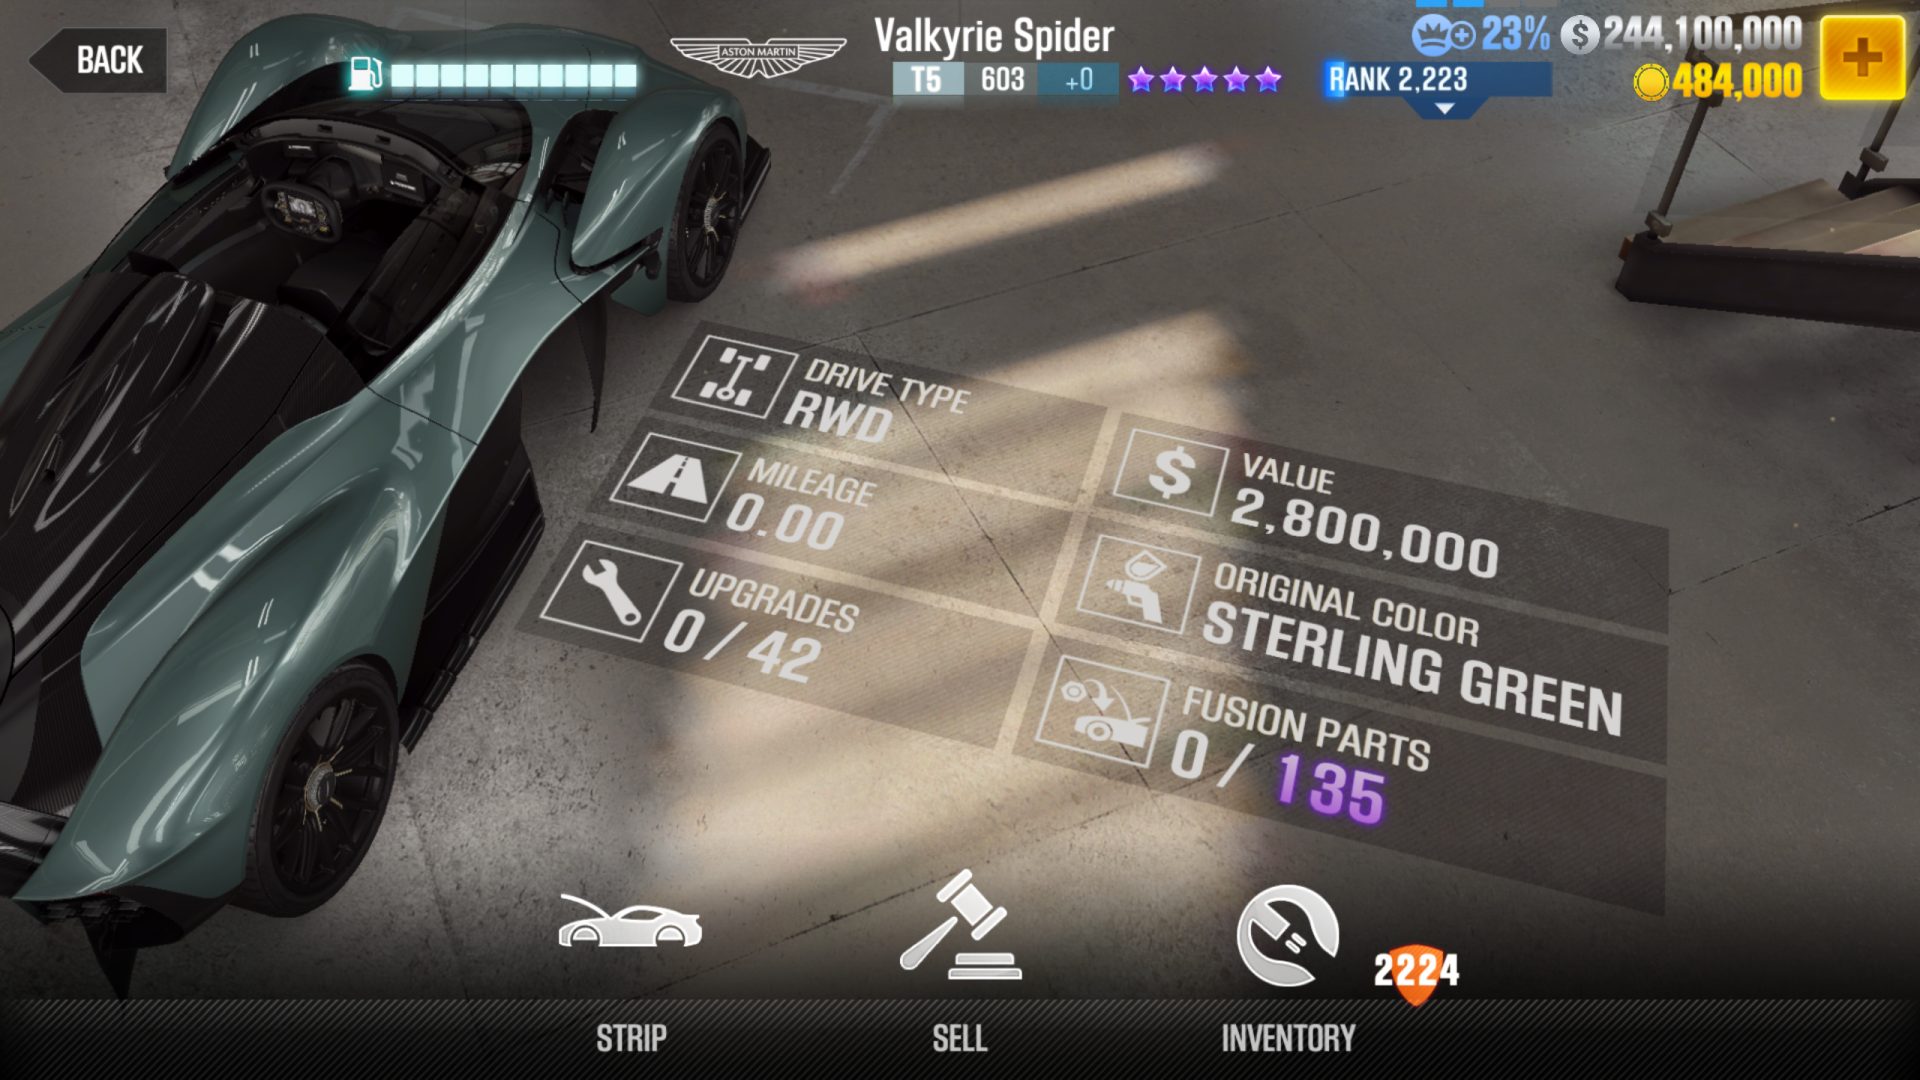 BACK
ASTON MARTIN
Valkyrie Spider
T5 603 +0
RANK 2,223
23%
244,100,000
484,000
DRIVE TYPE
RWD
MILEAGE
0.00
UPGRADES
0 / 42
$ VALUE
2,800,000
ORIGINAL COLOR
STERLING GREEN
FUSION PARTS
0 / 135
2224
STRIP
SELL
INVENTORY